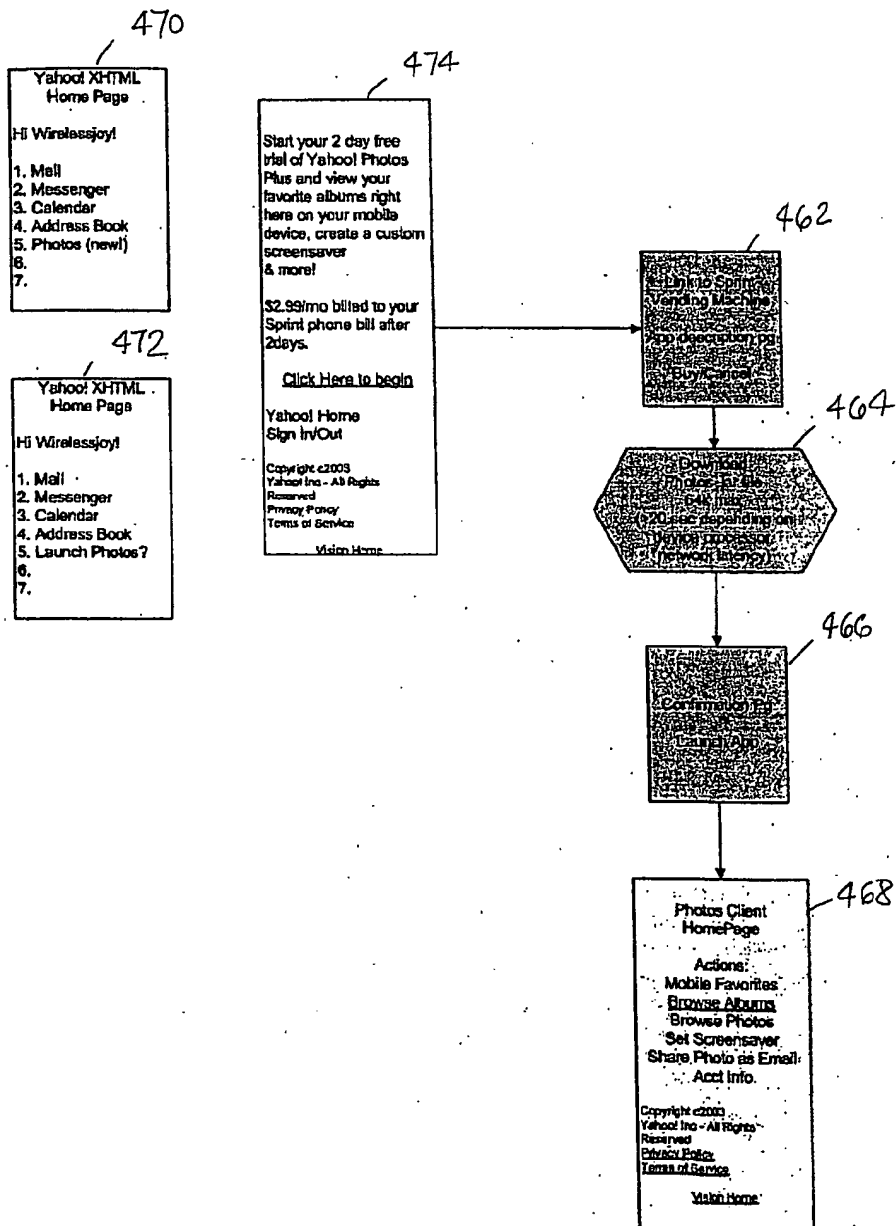 470
Yahoo! XHTML
Home Page
Hi Wirelessjoy!
1. Mail
2. Messenger
3. Calendar
4. Address Book
5. Photos (new!)
6.
7.
472
Yahoo! XHTML
Home Page
Hi Wirelessjoy!
1. Mail
2. Messenger
3. Calendar
4. Address Book
5. Launch Photos?
6.
7.
474
Start your 2 day free
trial of Yahoo! Photos
Plus and view your
favorite albums right
here on your mobile
device, create a custom
screensaver
& more!
$2.99/mo billed to your
Sprint phone bill after
2days.
Click Here to begin
Yahoo! Home
Sign In/Out
Copyright c2003
Yahoo! Inc - All Rights
Reserved
Privacy Policy
Terms of Service
Vision Home
462
Link to Sprint
Vending Machine
App description pg
Buy/Cancel
464
Download
Photos .jar file
64k max
20 sec depending on
device processor,
network latency)
466
Confirmation Pg
Launch App
468
Photos Client
HomePage
Actions:
Mobile Favorites
Browse Albums
Browse Photos
Set Screensaver
Share Photo as Email
Acct Info.
Copyright c2003
Yahoo! Inc - All Rights
Reserved
Privacy Policy
Terms of Service
Vision Home